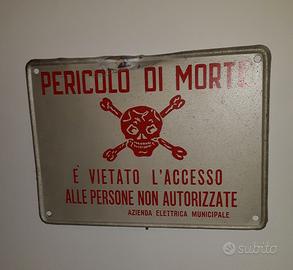 PERICOLO DI MORTE
È VIETATO L'ACCESSO
ALLE PERSONE NON AUTORIZZATE
AZIENDA ELETTRICA MUNICIPALE
subito